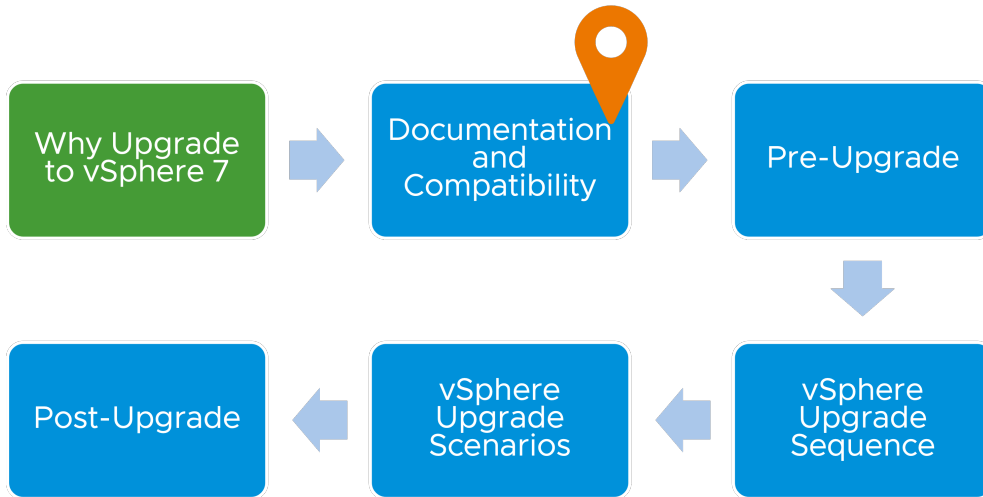 Why Upgrade
to vSphere 7
Documentation
and
Compatibility
Pre-Upgrade
Post-Upgrade
vSphere
Upgrade
Scenarios
vSphere
Upgrade
Sequence